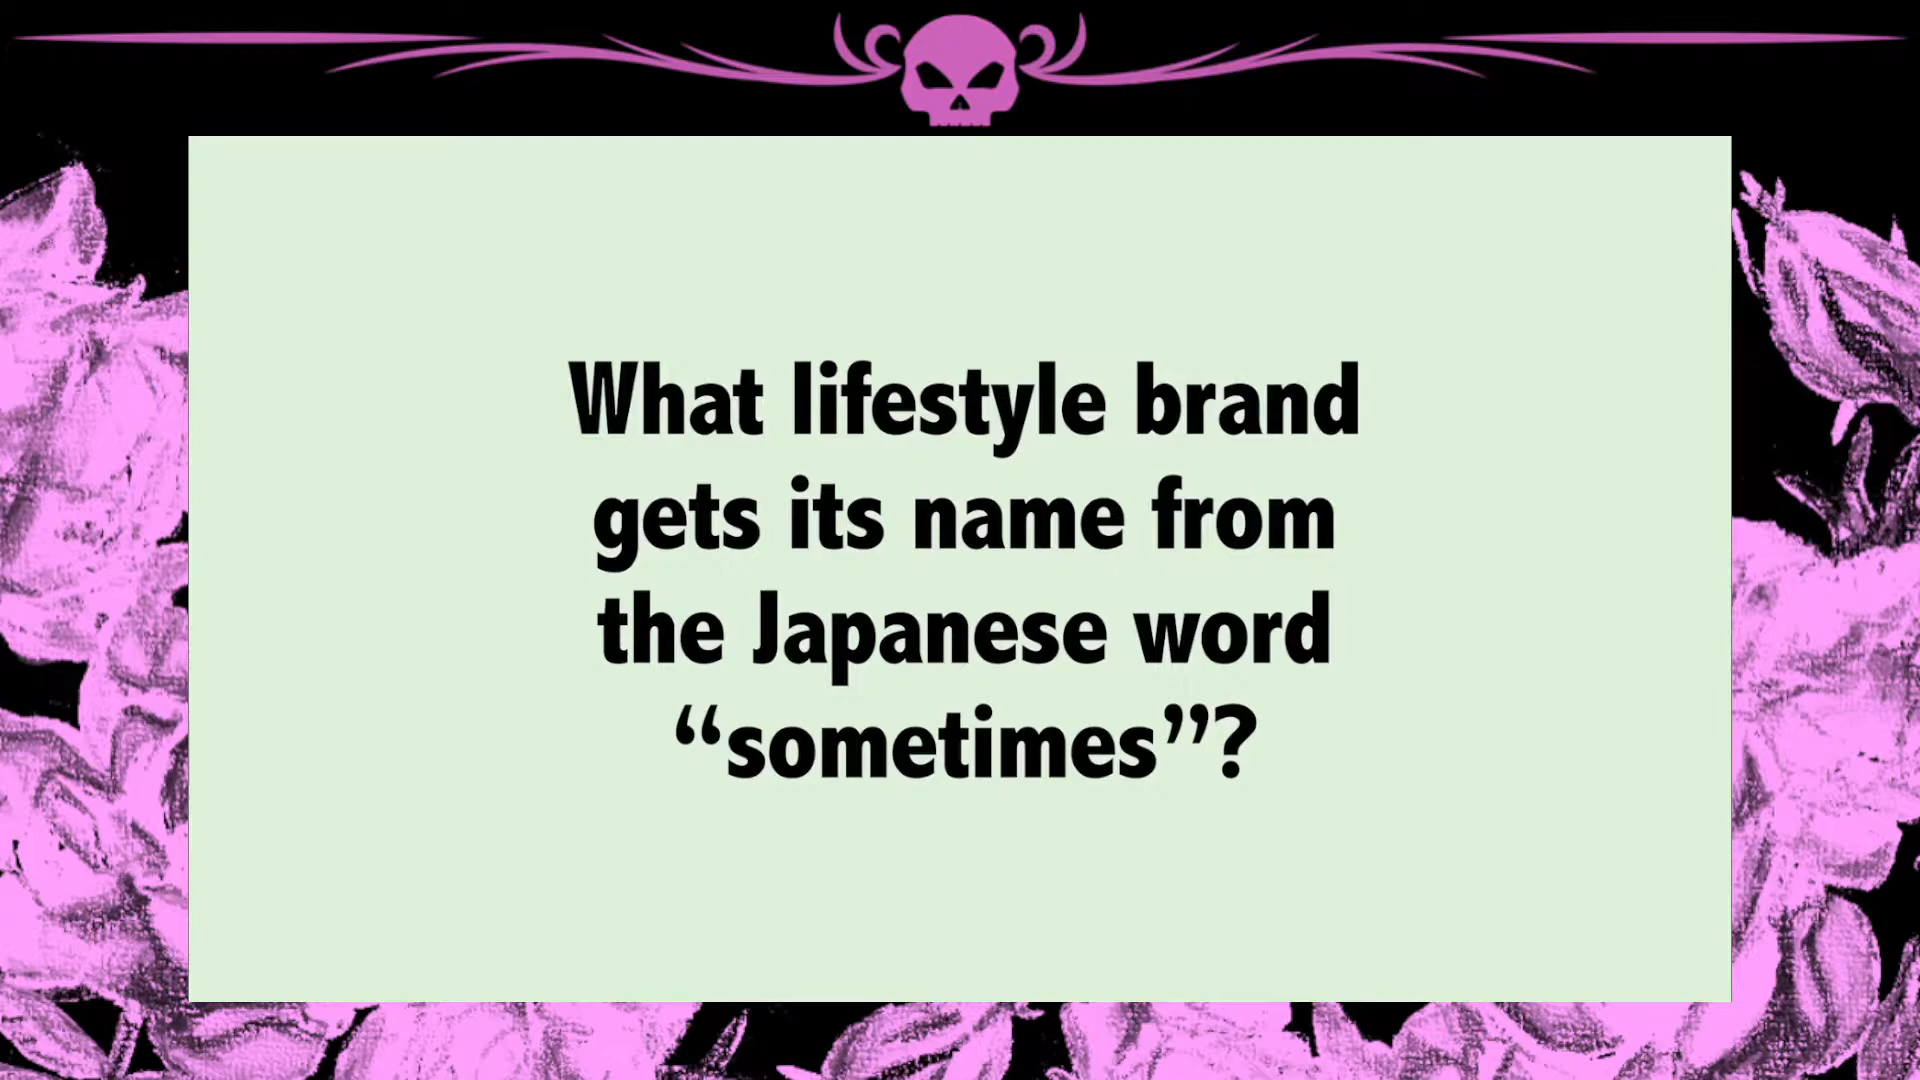 What lifestyle brand
gets its name from
the Japanese word
“sometimes”?